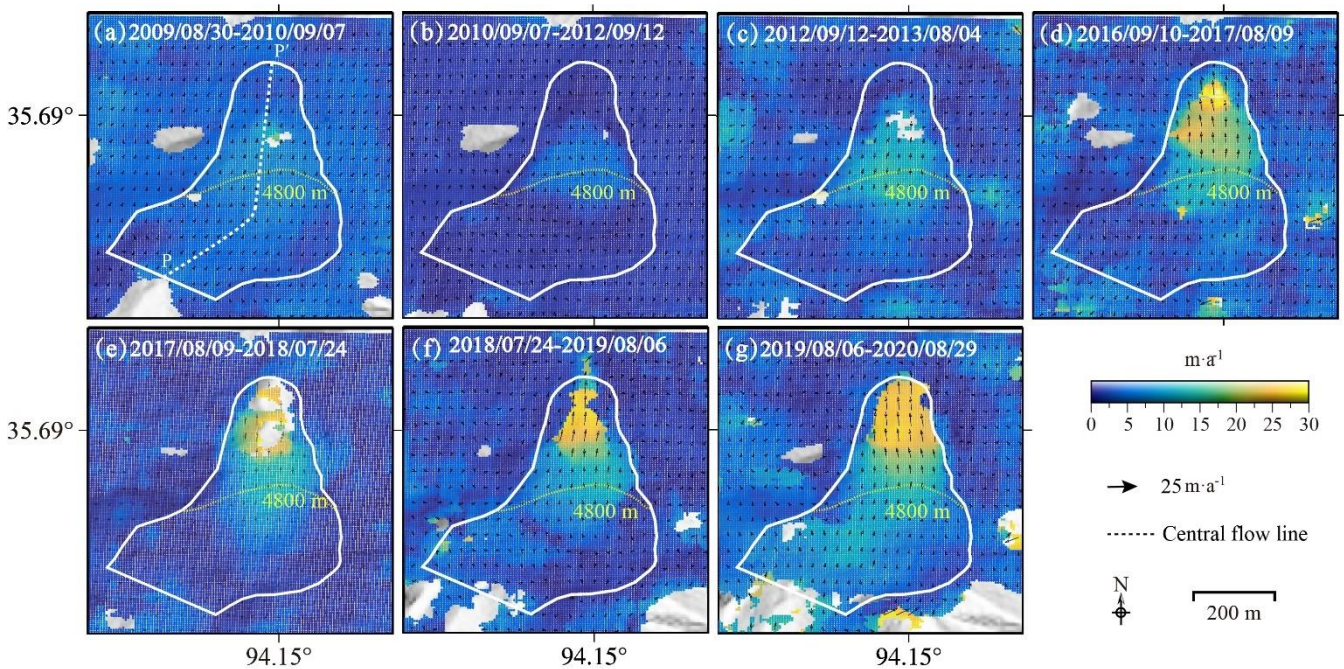 (a) 2009/08/30-2010/09/07
P'
4800 m
P
(b) 2010/09/07-2012/09/12
4800 m
(c) 2012/09/12-2013/08/04
4800 m
(d) 2016/09/10-2017/08/09
4800 m
35.69°
(e) 2017/08/09-2018/07/24
4800 m
(f) 2018/07/24-2019/08/06
4800 m
(g) 2019/08/06-2020/08/29
4800 m
35.69°
94.15°
94.15°
94.15°
m·a⁻¹
0 5 10 15 20 25 30
25 m·a⁻¹
Central flow line
N
200 m